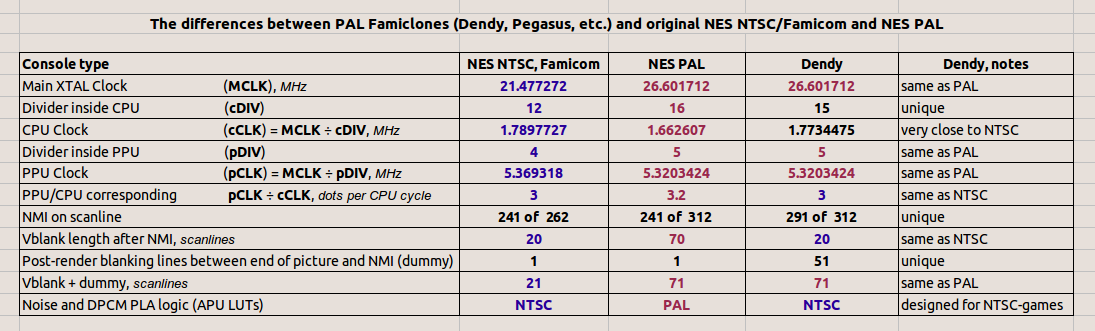 The differences between PAL Famiclones (Dendy, Pegasus, etc.) and original NES NTSC/Famicom and NES PAL
Console type NES NTSC, Famicom NES PAL Dendy Dendy, notes
Main XTAL Clock (MCLK), MHz 21.477272 26.601712 26.601712 same as PAL
Divider inside CPU (cDIV) 12 16 15 unique
CPU Clock (cCLK) = MCLK ÷ cDIV, MHz 1.7897727 1.662607 1.7734475 very close to NTSC
Divider inside PPU (pDIV) 4 5 5 same as PAL
PPU Clock (pCLK) = MCLK ÷ pDIV, MHz 5.369318 5.3203424 5.3203424 same as PAL
PPU/CPU corresponding pCLK ÷ cCLK, dots per CPU cycle 3 3.2 3 same as NTSC
NMI on scanline 241 of 262 241 of 312 291 of 312 unique
Vblank length after NMI, scanlines 20 70 20 same as NTSC
Post-render blanking lines between end of picture and NMI (dummy) 1 1 51 unique
Vblank + dummy, scanlines 21 71 71 same as PAL
Noise and DPCM PLA logic (APU LUTs) NTSC PAL NTSC designed for NTSC-games